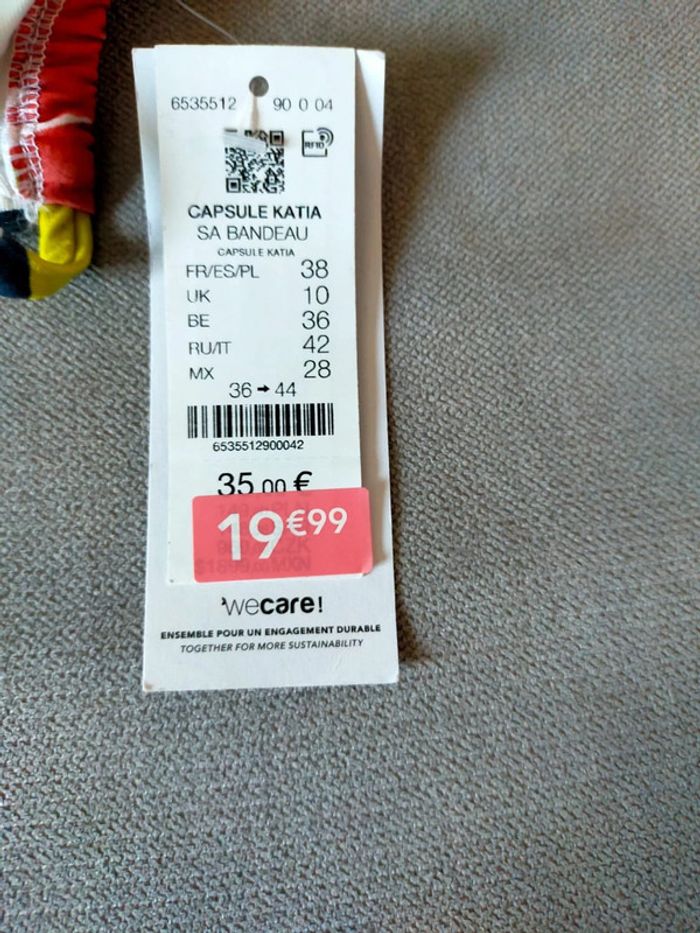 6535512 90 0 04
RFID
CAPSULE KATIA
SA BANDEAU
CAPSULE KATIA
FR/ES/PL 38
UK 10
BE 36
RU/IT 42
MX 28
36 → 44
6535512900042
35,00 €
19€99
'wecare!
ENSEMBLE POUR UN ENGAGEMENT DURABLE
TOGETHER FOR MORE SUSTAINABILITY